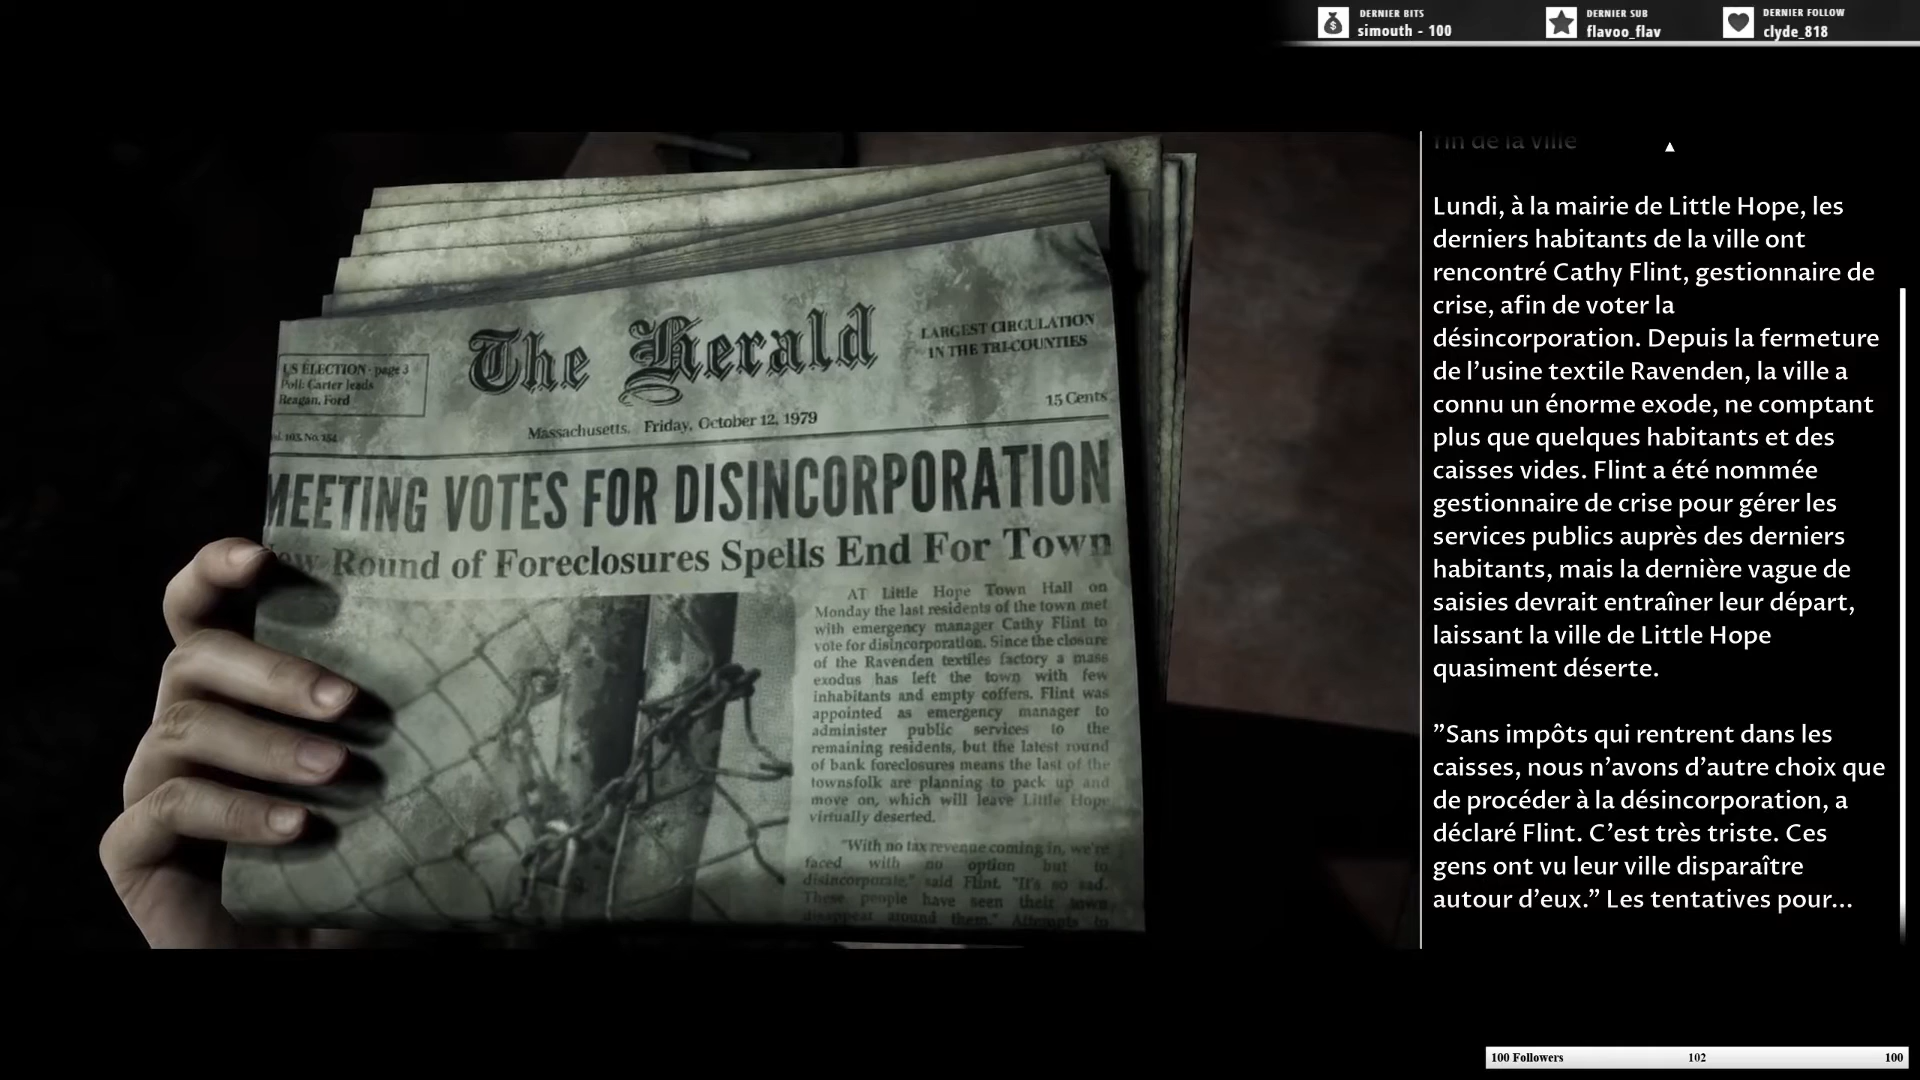 DERNIER BITS
simouth - 100
DERNIER SUB
flavoo_flav
DERNIER FOLLOW
clyde_818
US ELECTION - page 3
Poll: Carter leads
Reagan, Ford
The Herald
LARGEST CIRCULATION
IN THE TRI-COUNTIES
15 Cents
Massachusetts. Friday, October 12, 1979
MEETING VOTES FOR DISINCORPORATION
Round of Foreclosures Spells End For Town
AT Little Hope Town Hall on
Monday the last residents of the town met
with emergency manager Cathy Flint to
vote for disincorporation. Since the closure
of the Ravenden textiles factory a mass
exodus has left the town with few
inhabitants and empty coffers. Flint was
appointed as emergency manager to
administer public services to the
remaining residents, but the latest round
of bank foreclosures means the last of the
townsfolk are planning to pack up and
move on, which will leave Little Hope
virtually deserted.
"With no tax revenue coming in, we're
faced with no option but to
disincorporate," said Flint. "It's so sad.
These people have seen their town
disappear around them." Attempts to
fin de la ville
Lundi, à la mairie de Little Hope, les
derniers habitants de la ville ont
rencontré Cathy Flint, gestionnaire de
crise, afin de voter la
désincorporation. Depuis la fermeture
de l'usine textile Ravenden, la ville a
connu un énorme exode, ne comptant
plus que quelques habitants et des
caisses vides. Flint a été nommée
gestionnaire de crise pour gérer les
services publics auprès des derniers
habitants, mais la dernière vague de
saisies devrait entraîner leur départ,
laissant la ville de Little Hope
quasiment déserte.
”Sans impôts qui rentrent dans les
caisses, nous n'avons d'autre choix que
de procéder à la désincorporation, a
déclaré Flint. C'est très triste. Ces
gens ont vu leur ville disparaître
autour d'eux.” Les tentatives pour...
100 Followers 102 100